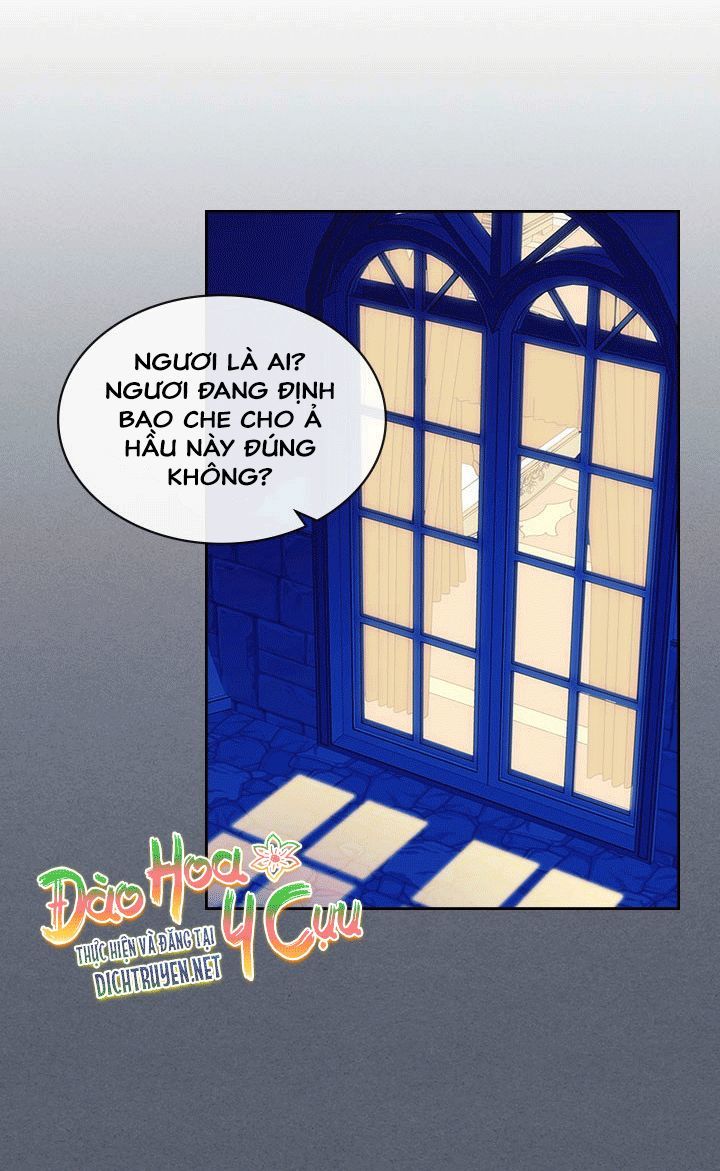 NGƯƠI LÀ AI?
NGƯƠI ĐANG ĐỊNH
BAO CHE CHO Ả
HẦU NÀY ĐÚNG
KHÔNG?
Đào Hoa
Y Cựu
THỰC HIỆN VÀ ĐĂNG TẠI
DICHTRUYEN.NET